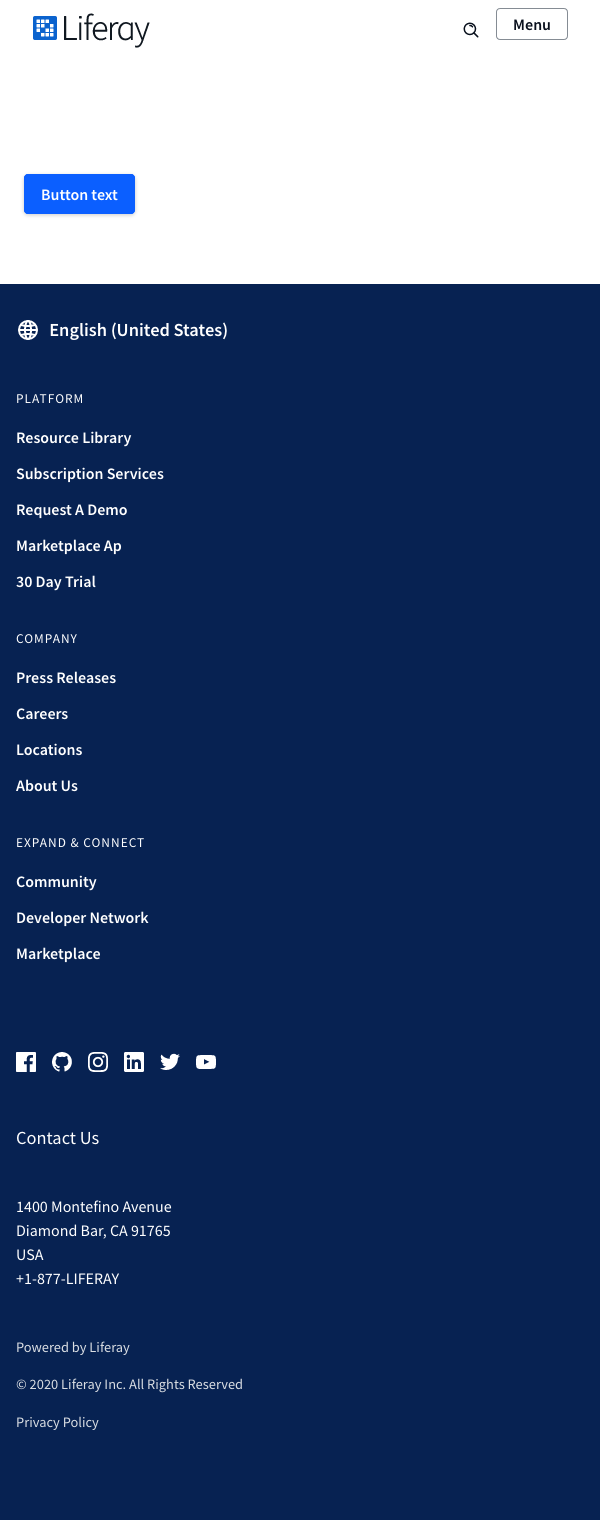 Liferay
Menu
Button text
English (United States)
PLATFORM
Resource Library
Subscription Services
Request A Demo
Marketplace Ap
30 Day Trial
COMPANY
Press Releases
Careers
Locations
About Us
EXPAND & CONNECT
Community
Developer Network
Marketplace
Contact Us
1400 Montefino Avenue
Diamond Bar, CA 91765
USA
+1-877-LIFERAY
Powered by Liferay
© 2020 Liferay Inc. All Rights Reserved
Privacy Policy